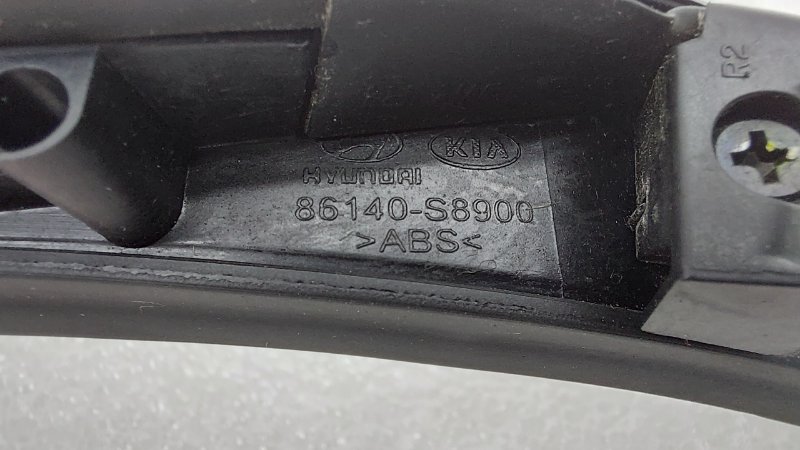 R2
KIA
HYUNDAI
86140-S8900
>ABS<